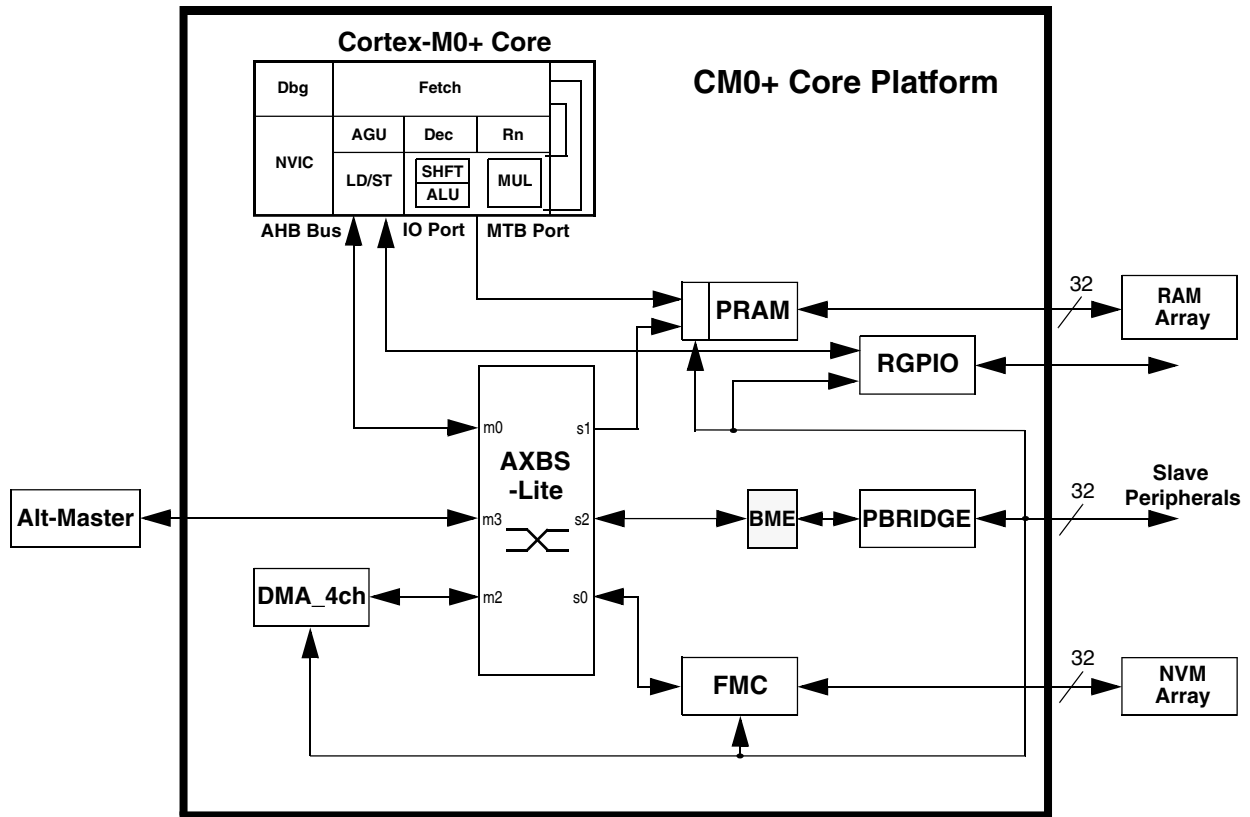 Cortex-M0+ Core
CM0+ Core Platform
Dbg
Fetch
AGU
Dec
Rn
NVIC
LD/ST
SHFT
ALU
MUL
AHB Bus
IO Port
MTB Port
PRAM
32
RAM
Array
RGPIO
m0
s1
AXBS
-Lite
Alt-Master
m3
s2
BME
PBRIDGE
32
Slave
Peripherals
DMA_4ch
m2
s0
FMC
32
NVM
Array